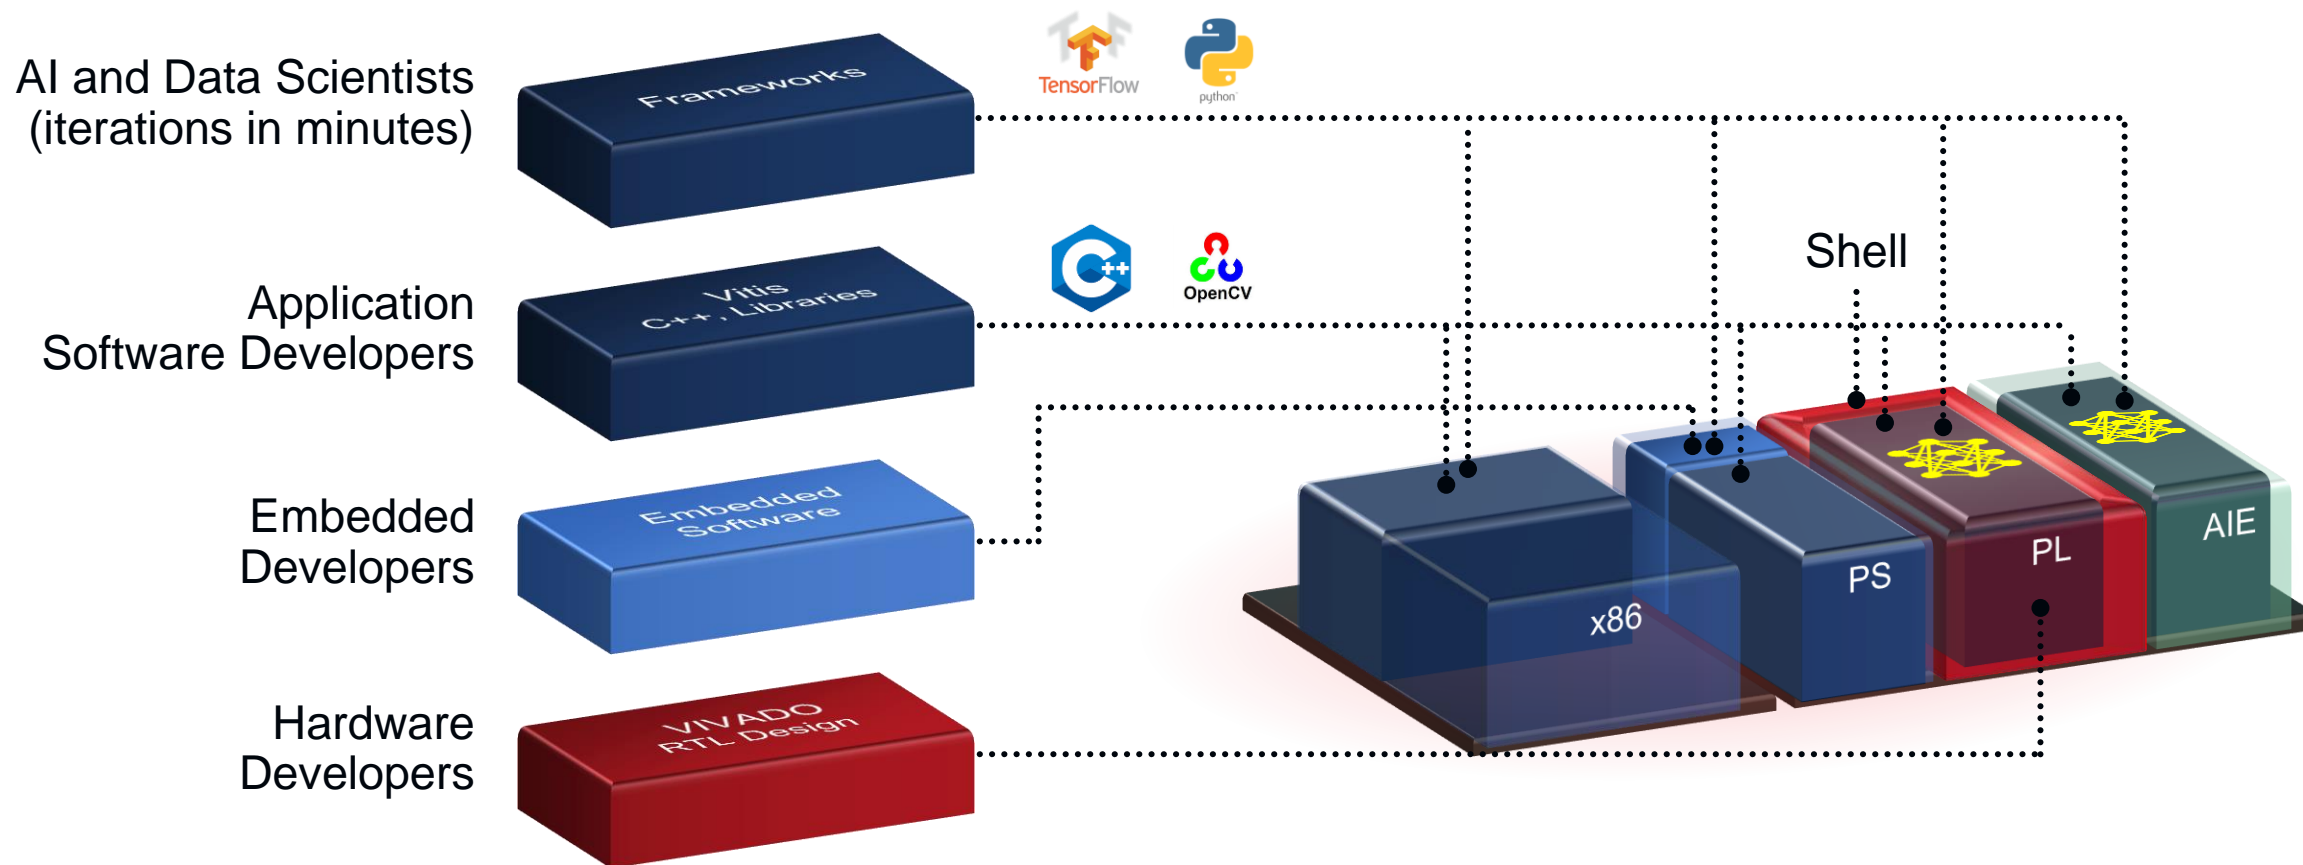 AI and Data Scientists
(iterations in minutes)
Frameworks
TensorFlow
python
Application
Software Developers
Vitis
C++, Libraries
C++
OpenCV
Shell
Embedded
Developers
Embedded
Software
Hardware
Developers
VIVADO
RTL Design
x86
PS
PL
AIE